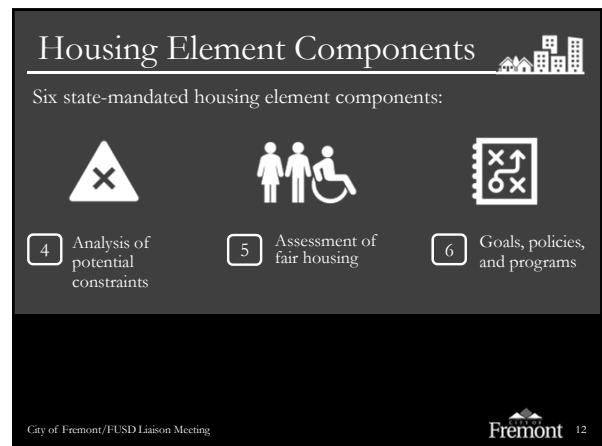 Housing Element Components
Six state-mandated housing element components:
4
Analysis of
potential
constraints
5
Assessment of
fair housing
6
Goals, policies,
and programs
City of Fremont/FUSD Liaison Meeting
CITY OF
Fremont
12